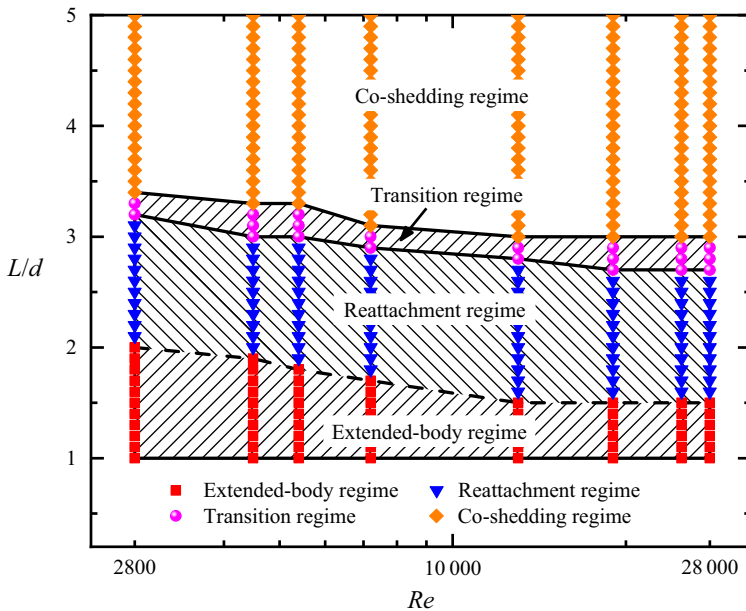 5
Co-shedding regime
4
Transition regime
3
L/d
Reattachment regime
2
Extended-body regime
1
Extended-body regime
Reattachment regime
Transition regime
Co-shedding regime
2800
10 000
28 000
Re